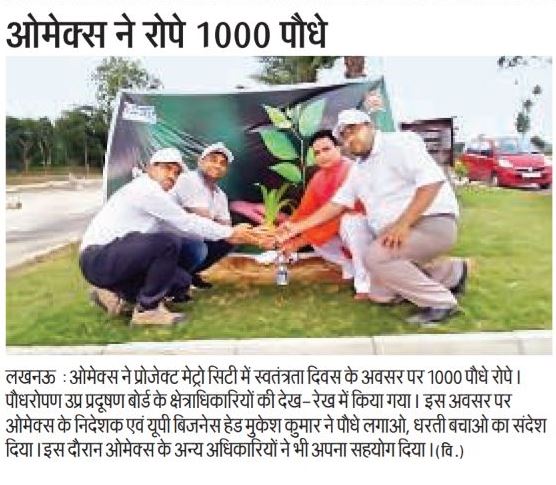 ओमेक्स ने रोपे 1000 पौधे
लखनऊ : ओमेक्स ने प्रोजेक्ट मेट्रो सिटी में स्वतंत्रता दिवस के अवसर पर 1000 पौधे रोपे।
पौधरोपण उप्र प्रदूषण बोर्ड के क्षेत्राधिकारियों की देख- रेख में किया गया। इस अवसर पर
ओमेक्स के निदेशक एवं यूपी बिजनेस हेड मुकेश कुमार ने पौधे लगाओ, धरती बचाओ का संदेश
दिया। इस दौरान ओमेक्स के अन्य अधिकारियों ने भी अपना सहयोग दिया।(वि.)